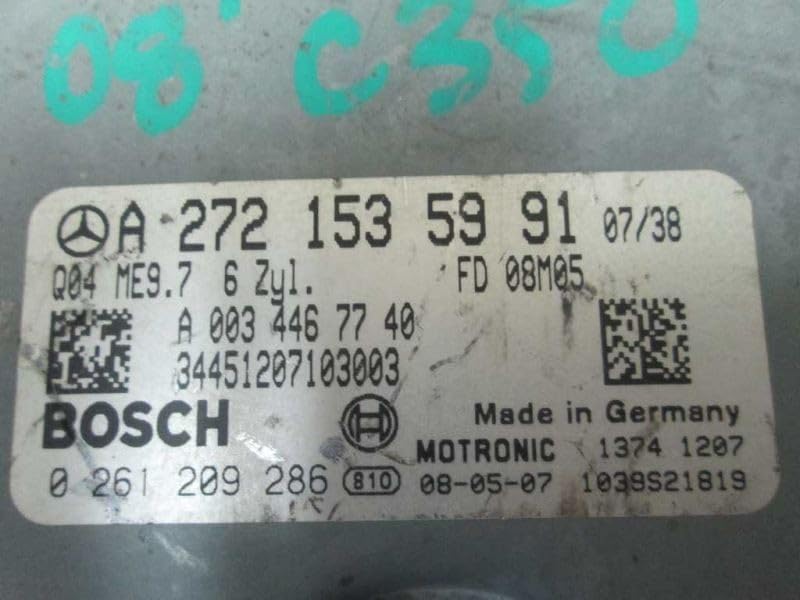 08' C350
A 272 153 59 91 07/38
Q04 ME9.7 6 Zyl. FD 08M05
A 003 446 77 40
34451207103003
BOSCH Made in Germany
MOTRONIC 1374 1207
0 261 209 286 810 08-05-07 1039S21819